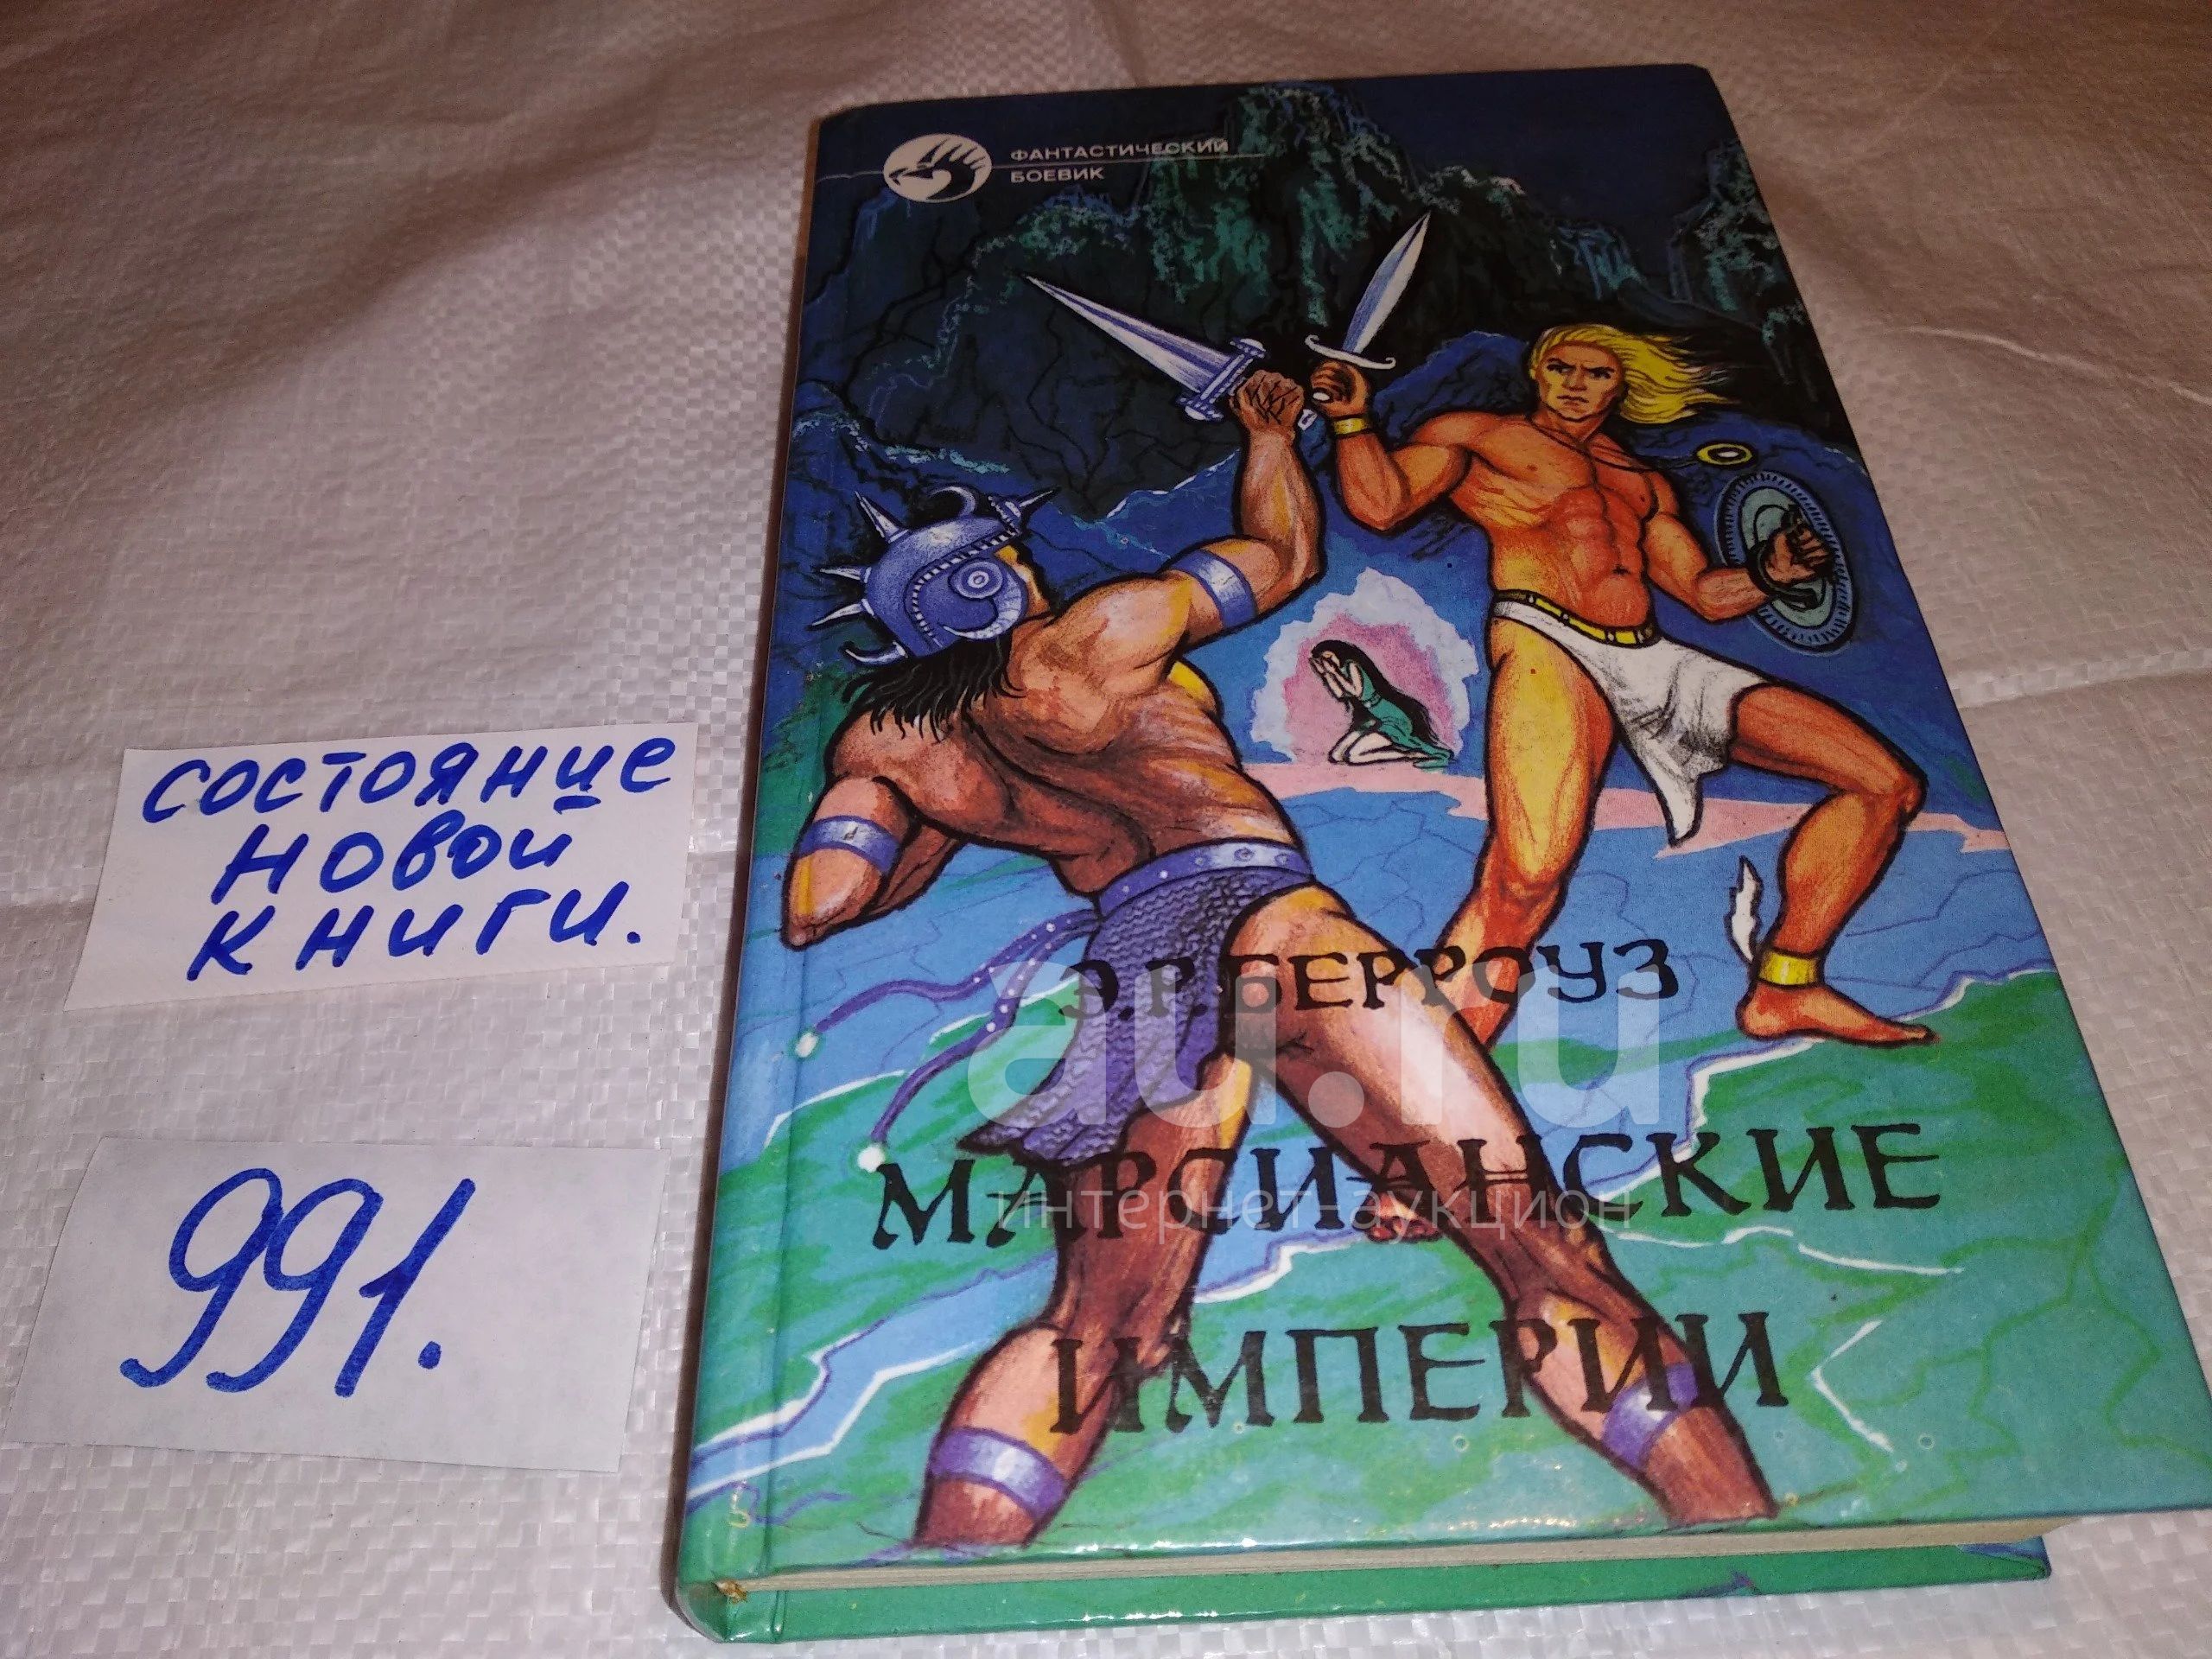 ФАНТАСТИЧЕСКИЙ
БОЕВИК
СОСТОЯНИЕ
НОВОЙ
КНИГИ.
991.
Э.Р.БЕРРОУЗ
au.ru
МАРСИАНСКИЕ
интернет-аукцион
ИМПЕРИИ